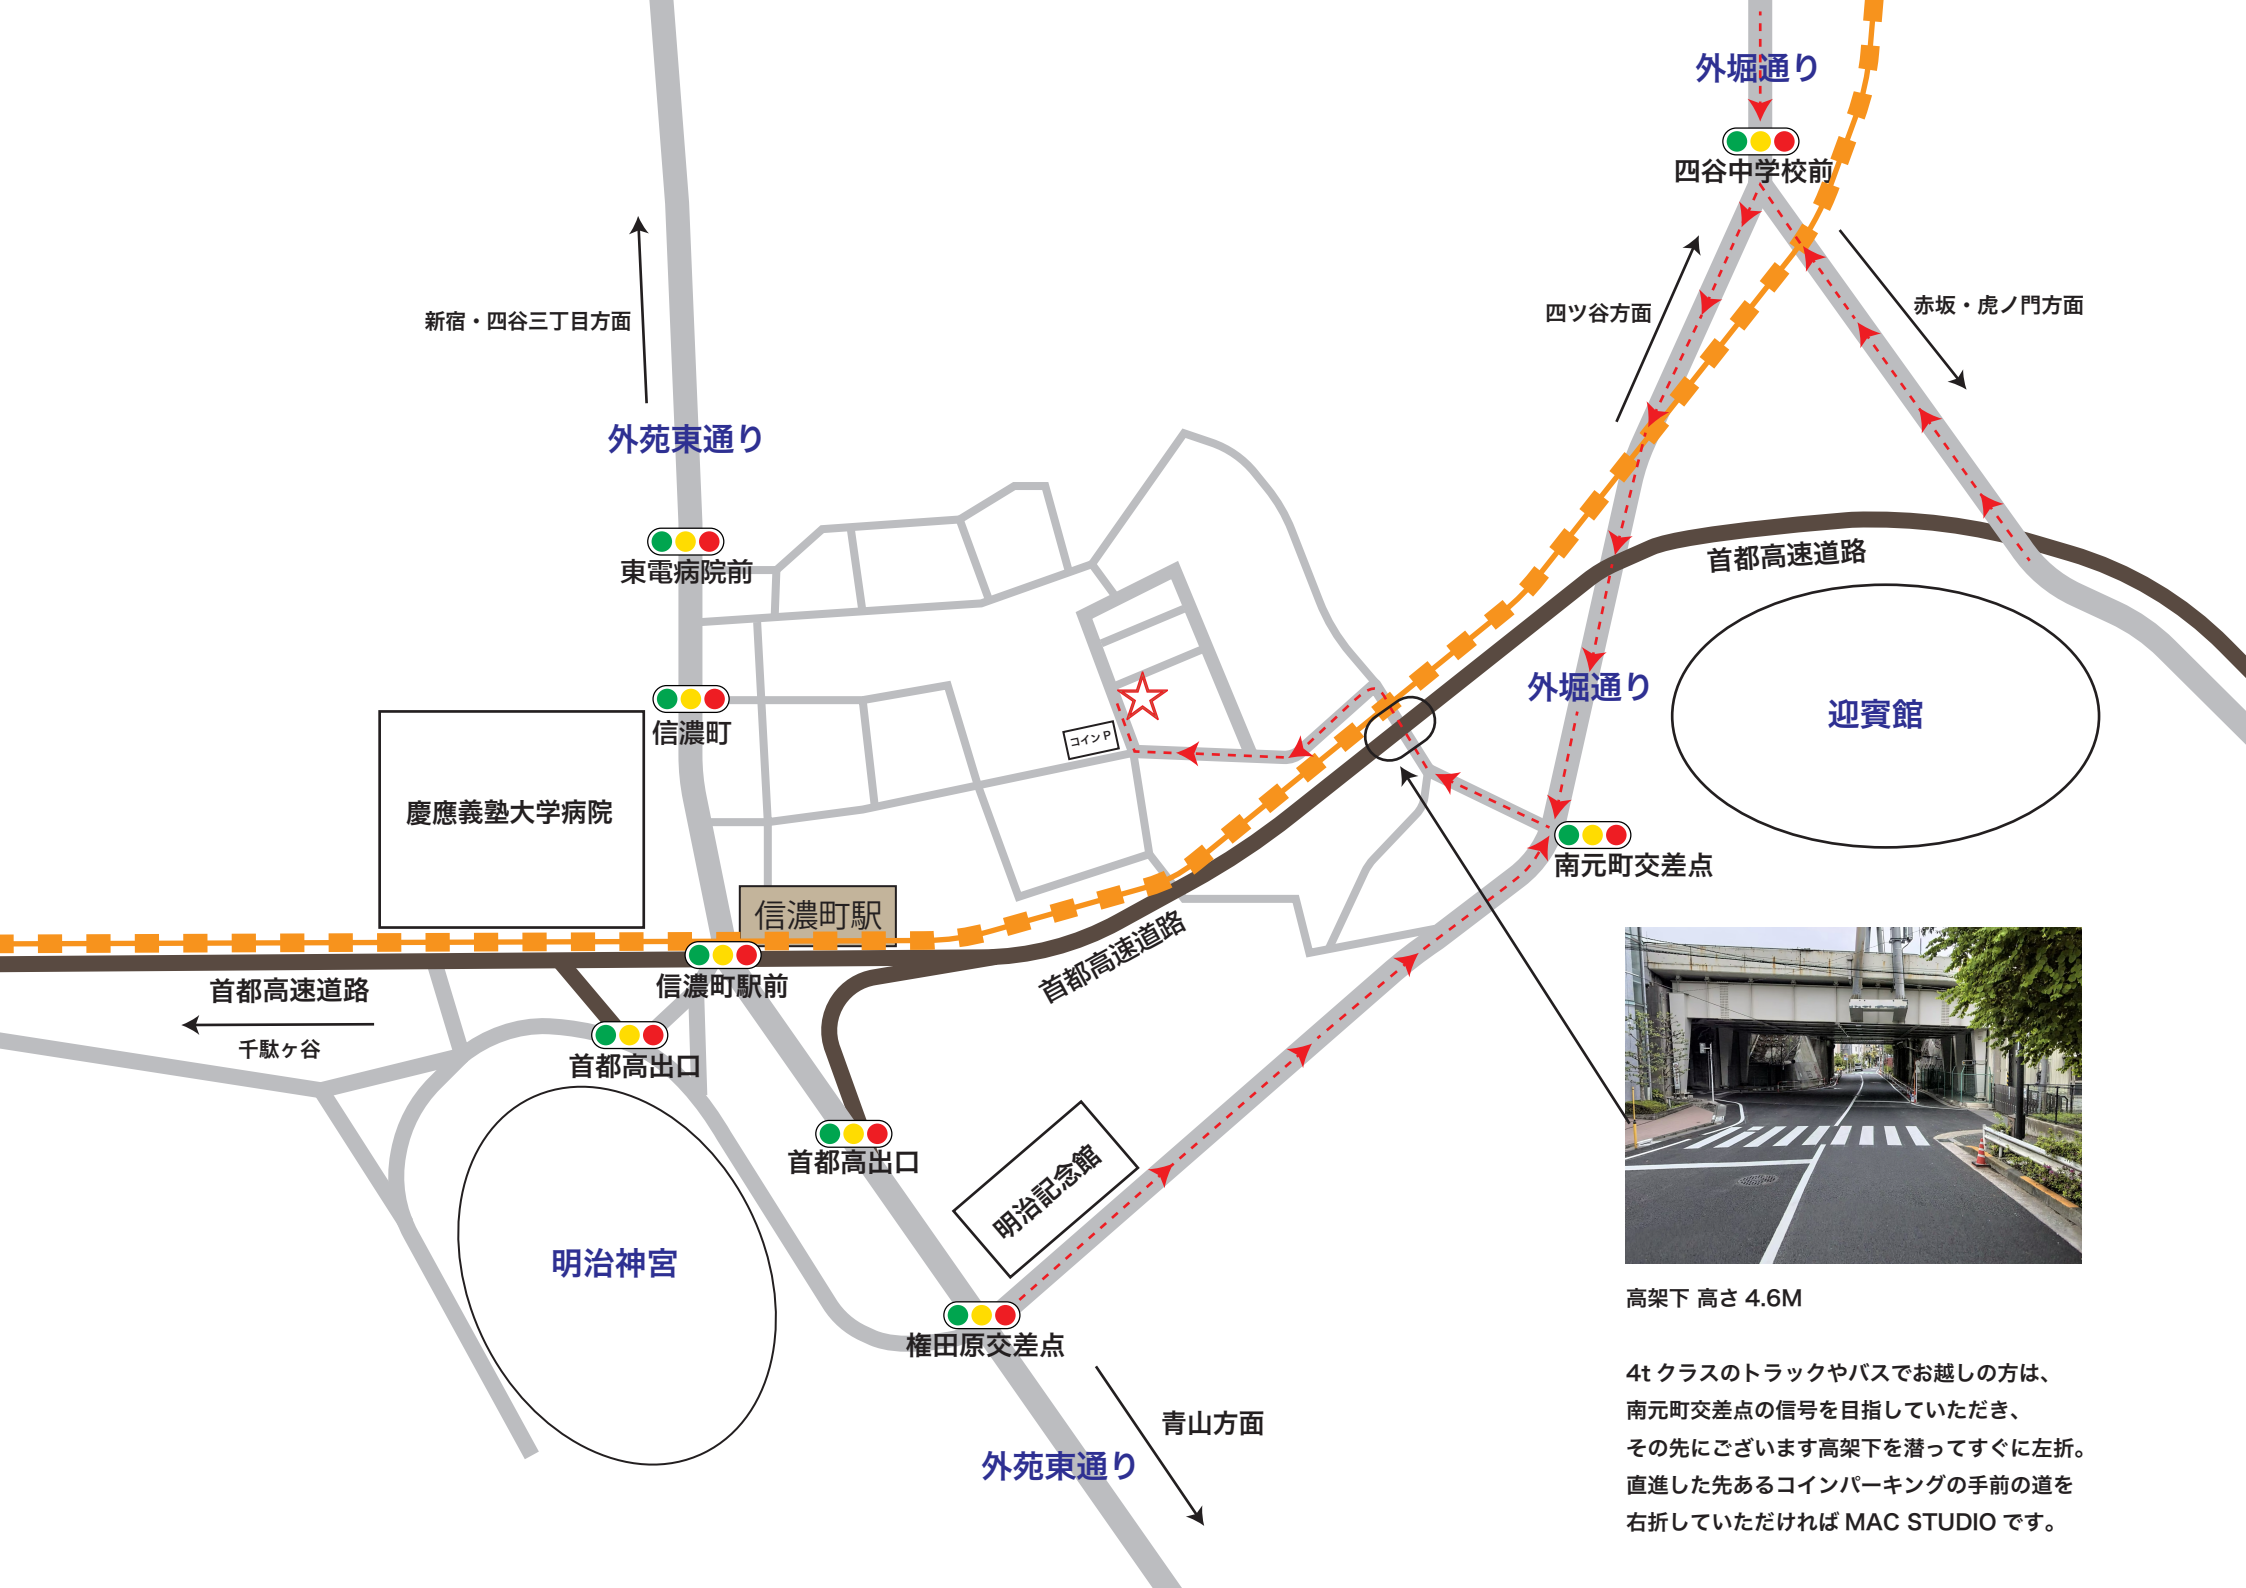 外堀通り
四谷中学校前
四ツ谷方面
赤坂・虎ノ門方面
新宿・四谷三丁目方面
外苑東通り
東電病院前
首都高速道路
信濃町
コインP
外堀通り
迎賓館
慶應義塾大学病院
南元町交差点
信濃町駅
首都高速道路
信濃町駅前
首都高速道路
千駄ヶ谷
首都高出口
首都高出口
明治記念館
明治神宮
権田原交差点
青山方面
外苑東通り
高架下 高さ 4.6M
4t クラスのトラックやバスでお越しの方は、
南元町交差点の信号を目指していただき、
その先にございます高架下を潜ってすぐに左折。
直進した先あるコインパーキングの手前の道を
右折していただければ MAC STUDIO です。